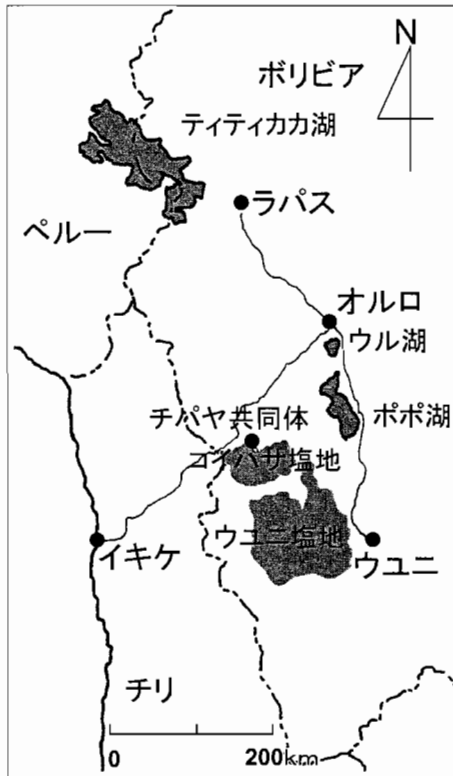 N
ボリビア
ティティカカ湖
ラパス
ペルー
オルロ
ウル湖
チパヤ共同体
ポポ湖
コイパサ塩地
ウユニ塩地
イキケ
ウユニ
チリ
0 200km